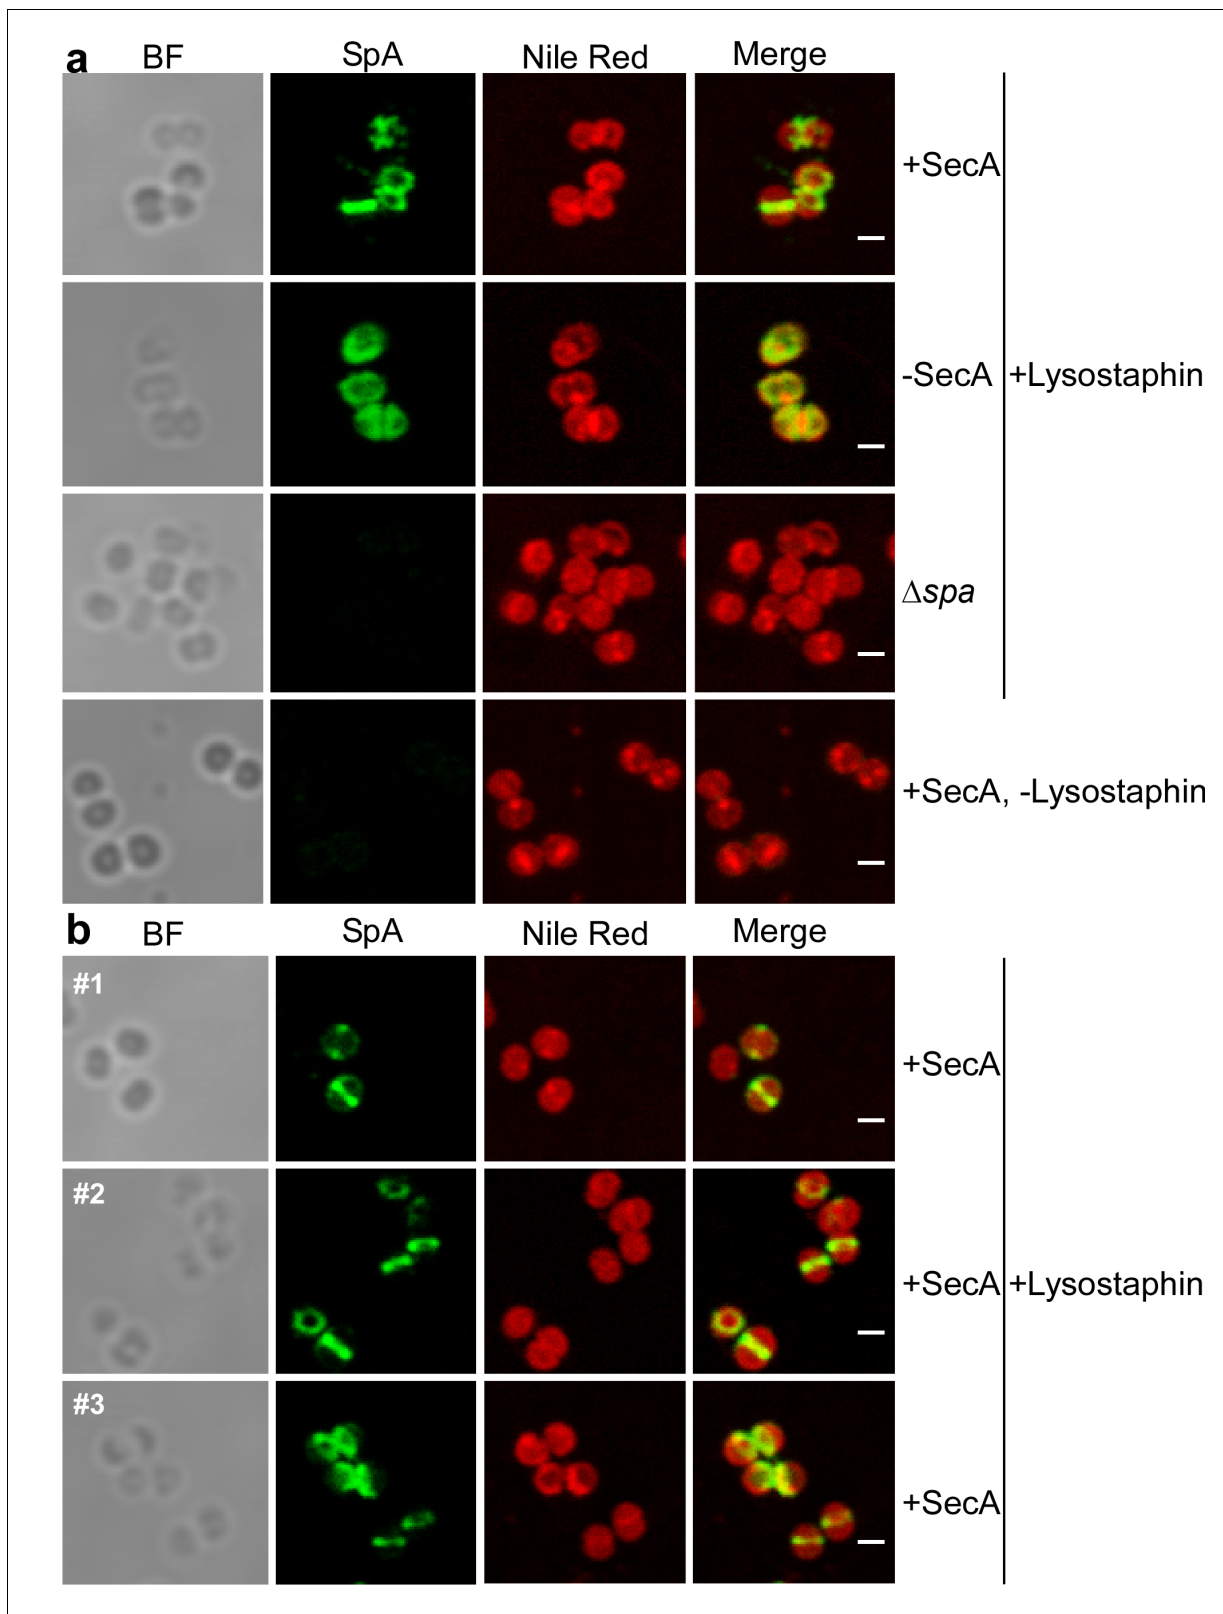 a BF SpA Nile Red Merge
+SecA
-SecA +Lysostaphin
Δspa
+SecA, -Lysostaphin
b BF SpA Nile Red Merge
#1
+SecA
#2
+SecA +Lysostaphin
#3
+SecA